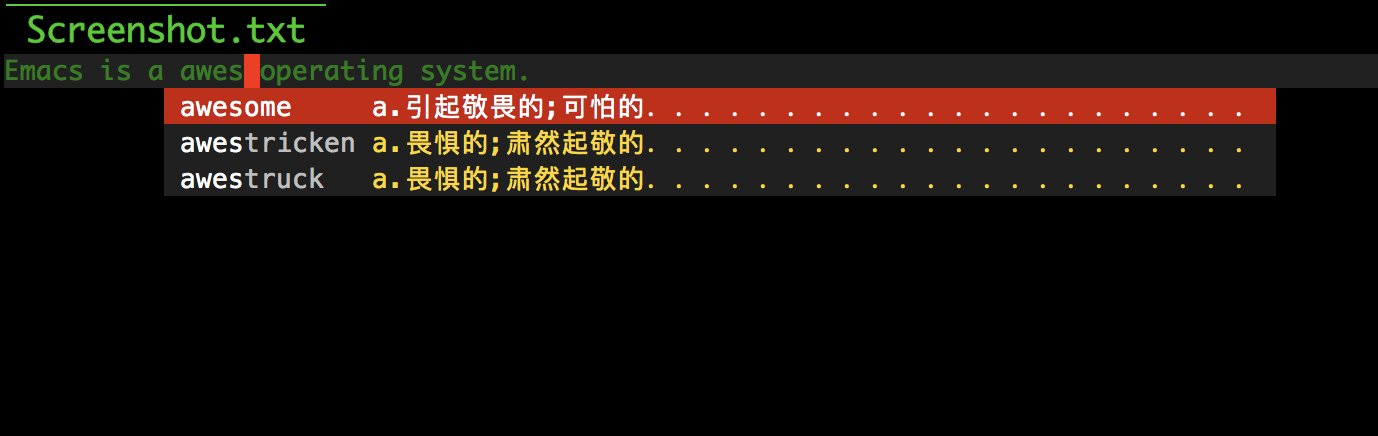 Screenshot.txt
Emacs is a awes operating system.
awesome a.引起敬畏的;可怕的. . . . . . . . . . . . . . . . . . . . . .
awestricken a.畏惧的;肃然起敬的. . . . . . . . . . . . . . . . . . . . . .
awestruck a.畏惧的;肃然起敬的. . . . . . . . . . . . . . . . . . . . . .